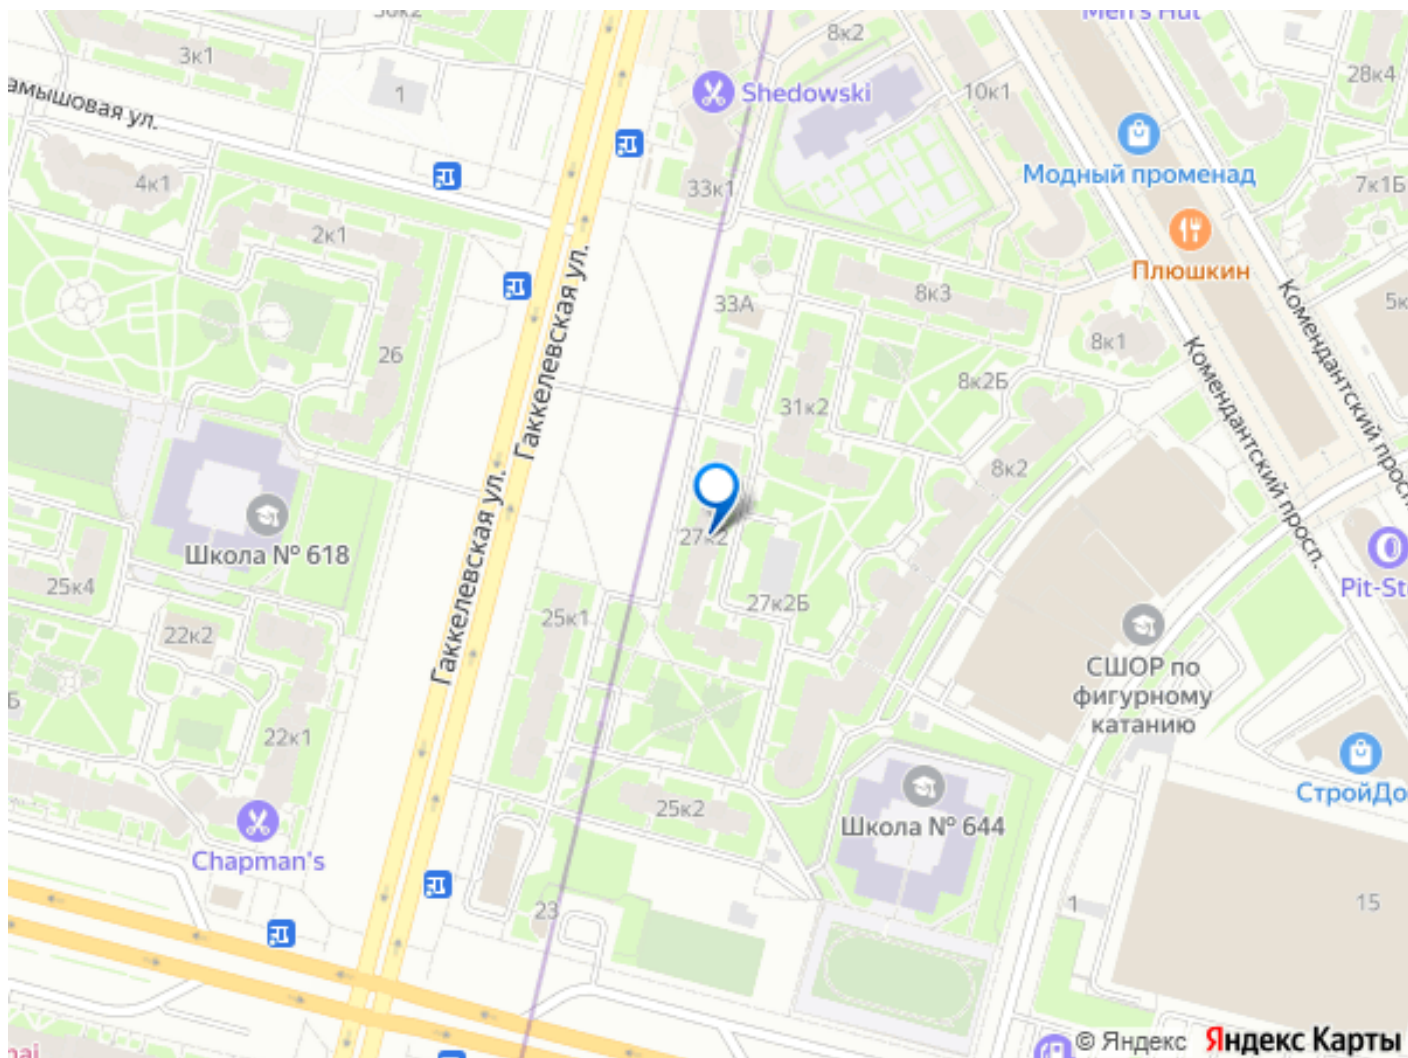 Men's Hut
8к2
3к1
28к4
1
Shedowski
10к1
амышовая ул.
Модный променад
4к1
33к1
7к1Б
2к1
Плюшкин
8к3
33А
5к
8к1
26
Гаккелевская ул.
Комендантский просп.
8к2Б
31к2
Комендантский просп.
8к2
Школа № 618
27к2
Pit-St
25к4
27к2Б
25к1
22к2
Гаккелевская ул.
СШОР по
фигурному
катанию
Б
22к1
СтройДо
25к2
Школа № 644
Chapman's
1
15
23
© Яндекс
Яндекс Карты